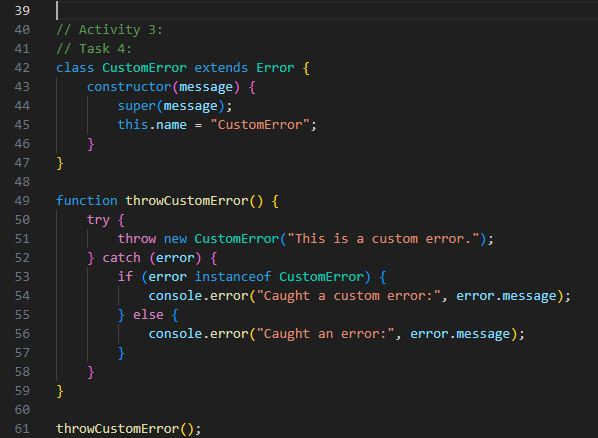 39
40 // Activity 3:
41 // Task 4:
42 class CustomError extends Error {
43     constructor(message) {
44         super(message);
45         this.name = "CustomError";
46     }
47 }
48
49 function throwCustomError() {
50     try {
51         throw new CustomError("This is a custom error.");
52     } catch (error) {
53         if (error instanceof CustomError) {
54             console.error("Caught a custom error:", error.message);
55         } else {
56             console.error("Caught an error:", error.message);
57         }
58     }
59 }
60
61 throwCustomError();